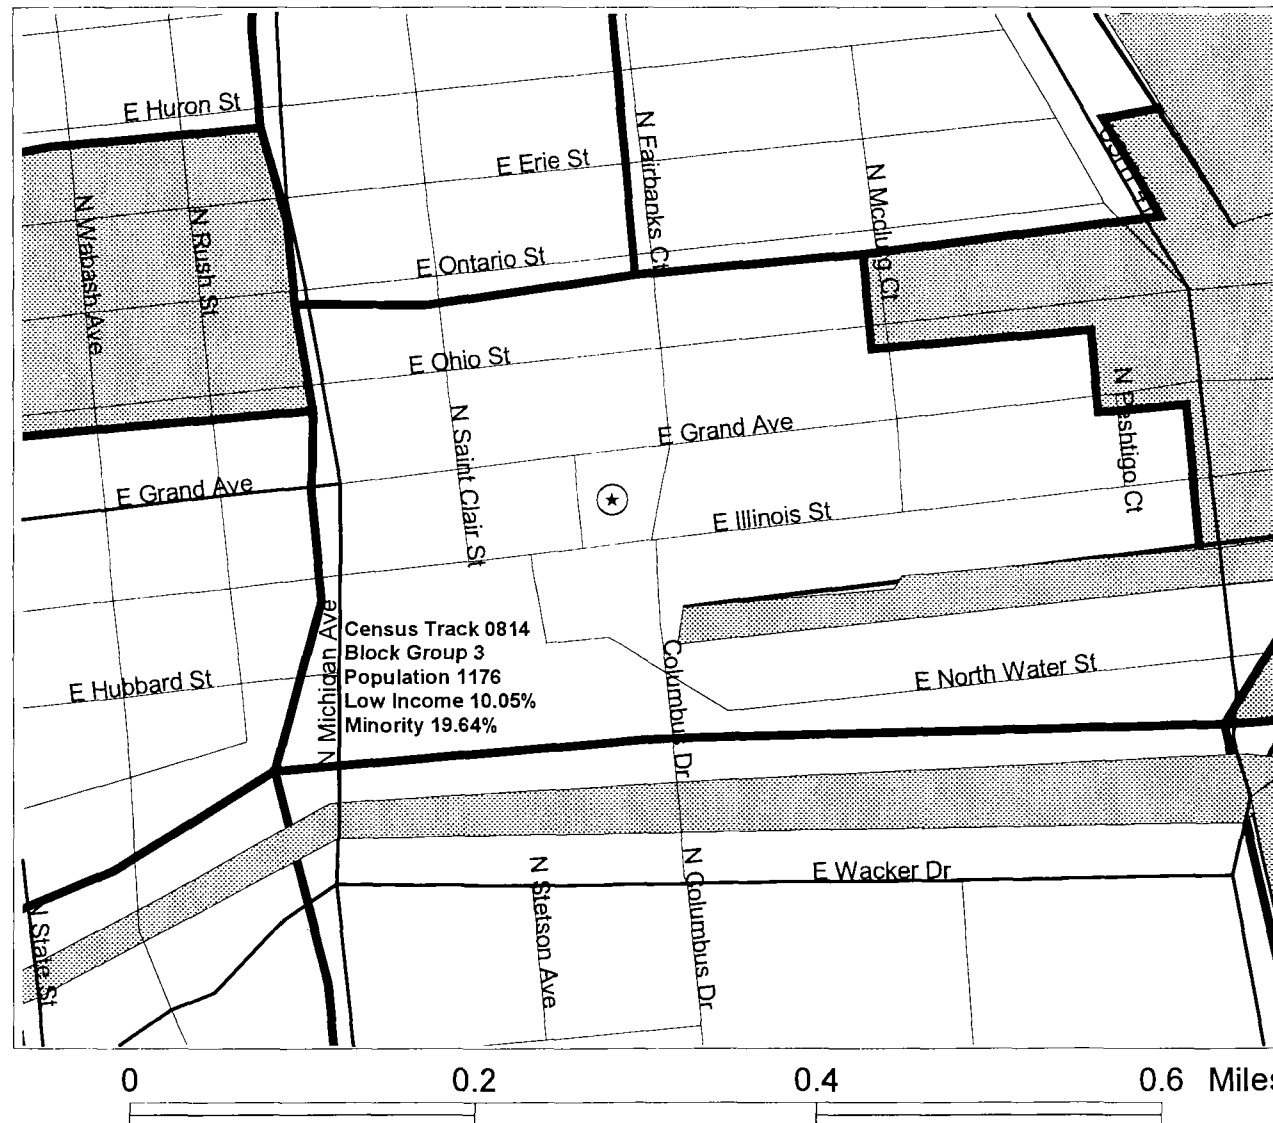 E Huron St
N Fairbanks Ct
E Erie St
N Mcclurg Ct
N Wabash Ave
N Rush St
E Ontario St
E Ohio St
N Peshtigo Ct
N Saint Clair St
E Grand Ave
E Grand Ave
E Illinois St
N Michigan Ave
Census Track 0814
Block Group 3
Population 1176
Low Income 10.05%
Minority 19.64%
Columbus Dr
E North Water St
E Hubbard St
N Stetson Ave
N Columbus Dr
E Wacker Dr
N State St
0 0.2 0.4 0.6 Miles